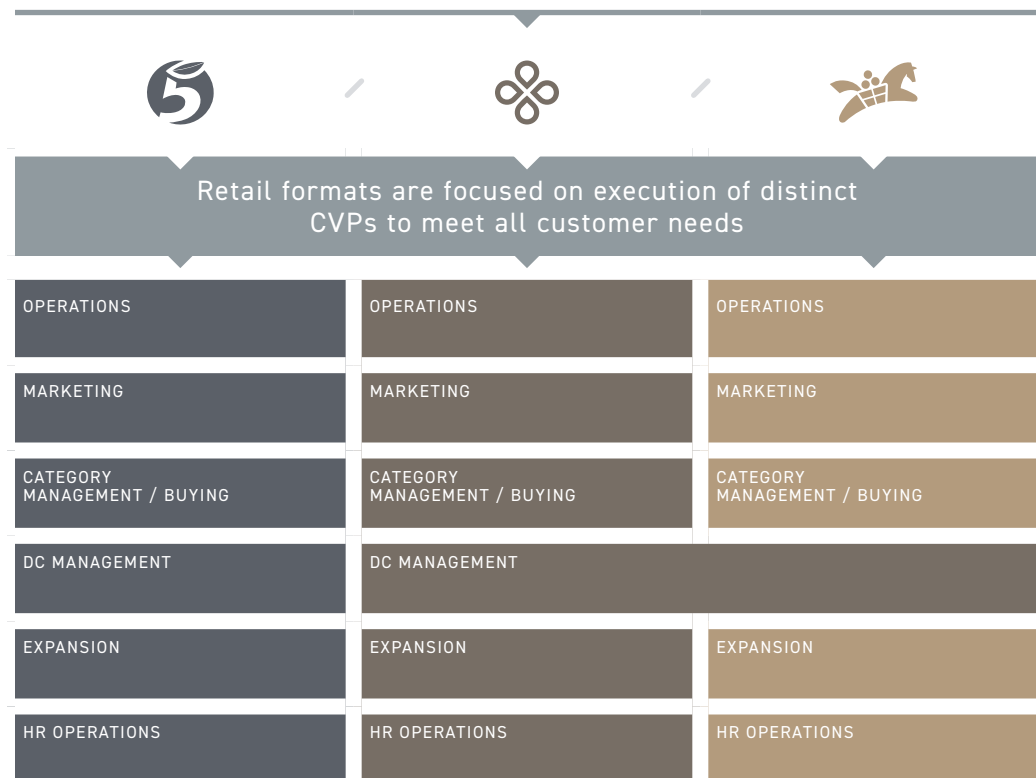 5
Retail formats are focused on execution of distinct
CVPs to meet all customer needs
OPERATIONS
OPERATIONS
OPERATIONS
MARKETING
MARKETING
MARKETING
CATEGORY
MANAGEMENT / BUYING
CATEGORY
MANAGEMENT / BUYING
CATEGORY
MANAGEMENT / BUYING
DC MANAGEMENT
DC MANAGEMENT
EXPANSION
EXPANSION
EXPANSION
HR OPERATIONS
HR OPERATIONS
HR OPERATIONS